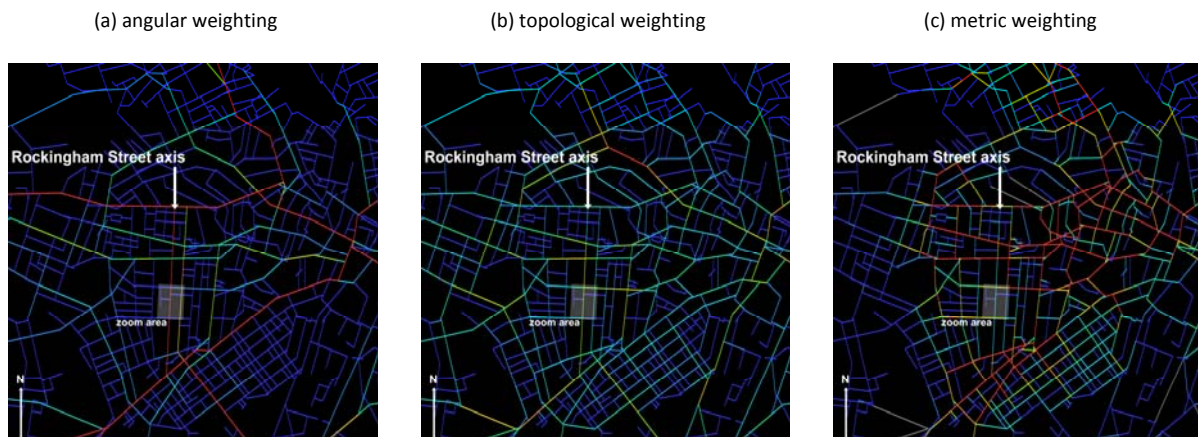 (a) angular weighting
(b) topological weighting
(c) metric weighting
Rockingham Street axis
zoom area
N
Rockingham Street axis
zoom area
N
Rockingham Street axis
zoom area
N